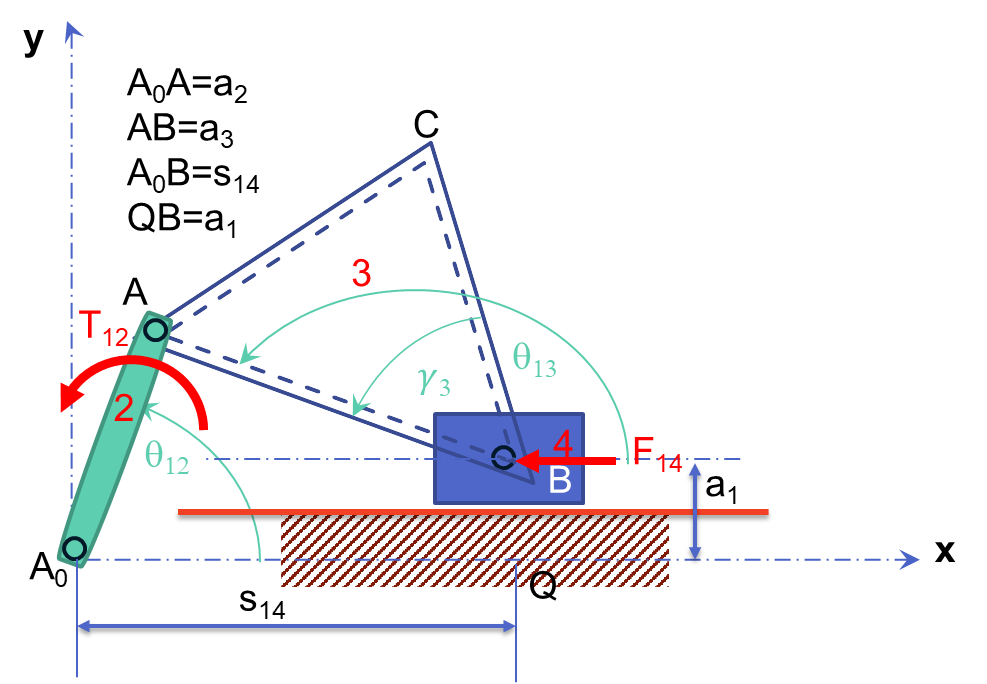 y
A₀A=a₂
AB=a₃
A₀B=s₁₄
QB=a₁
C
A
3
T₁₂
θ₁₃
γ₃
2
θ₁₂
4
F₁₄
B
a₁
A₀
x
Q
s₁₄